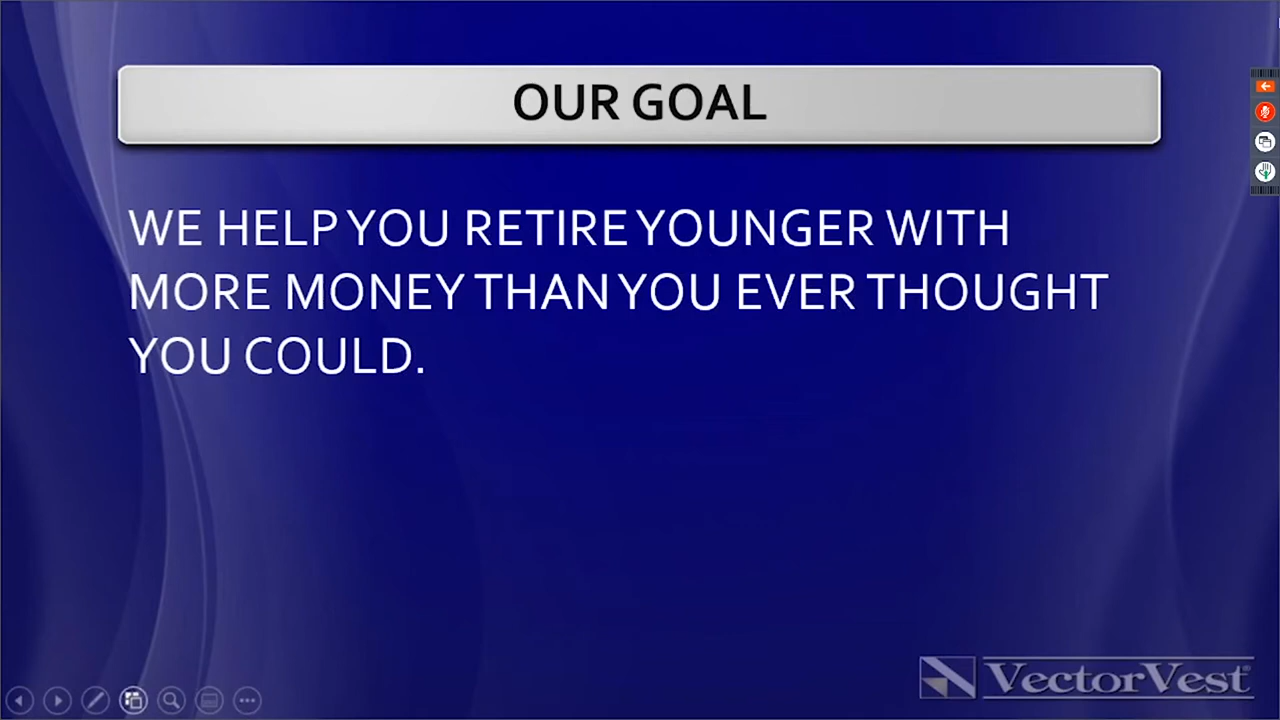 OUR GOAL
WE HELP YOU RETIRE YOUNGER WITH
MORE MONEY THAN YOU EVER THOUGHT
YOU COULD.
VectorVest®